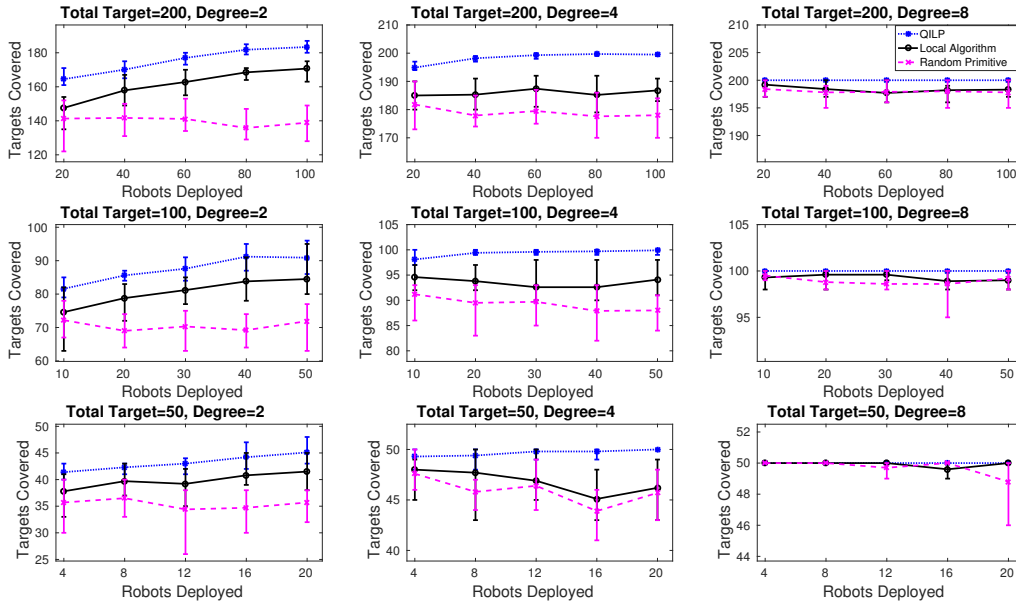 Total Target=200, Degree=2
Targets Covered
180
160
140
120
20 40 60 80 100
Robots Deployed
Total Target=200, Degree=4
Targets Covered
210
200
190
180
170
160
20 40 60 80 100
Robots Deployed
Total Target=200, Degree=8
Targets Covered
210
205
200
195
190
20 40 60 80 100
Robots Deployed
QILP
Local Algorithm
Random Primitive
Total Target=100, Degree=2
Targets Covered
100
90
80
70
60
10 20 30 40 50
Robots Deployed
Total Target=100, Degree=4
Targets Covered
105
100
95
90
85
80
10 20 30 40 50
Robots Deployed
Total Target=100, Degree=8
Targets Covered
105
100
95
10 20 30 40 50
Robots Deployed
Total Target=50, Degree=2
Targets Covered
50
45
40
35
30
25
4 8 12 16 20
Robots Deployed
Total Target=50, Degree=4
Targets Covered
50
45
40
4 8 12 16 20
Robots Deployed
Total Target=50, Degree=8
Targets Covered
52
50
48
46
44
4 8 12 16 20
Robots Deployed